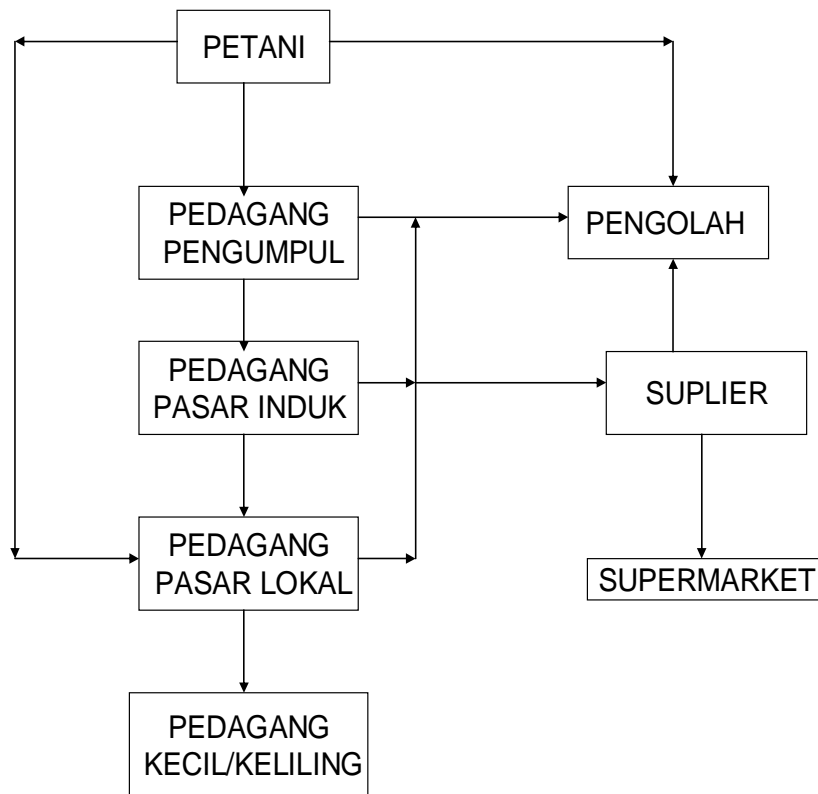 PETANI
PEDAGANG
PENGUMPUL
PENGOLAH
PEDAGANG
PASAR INDUK
SUPLIER
PEDAGANG
PASAR LOKAL
SUPERMARKET
PEDAGANG
KECIL/KELILING